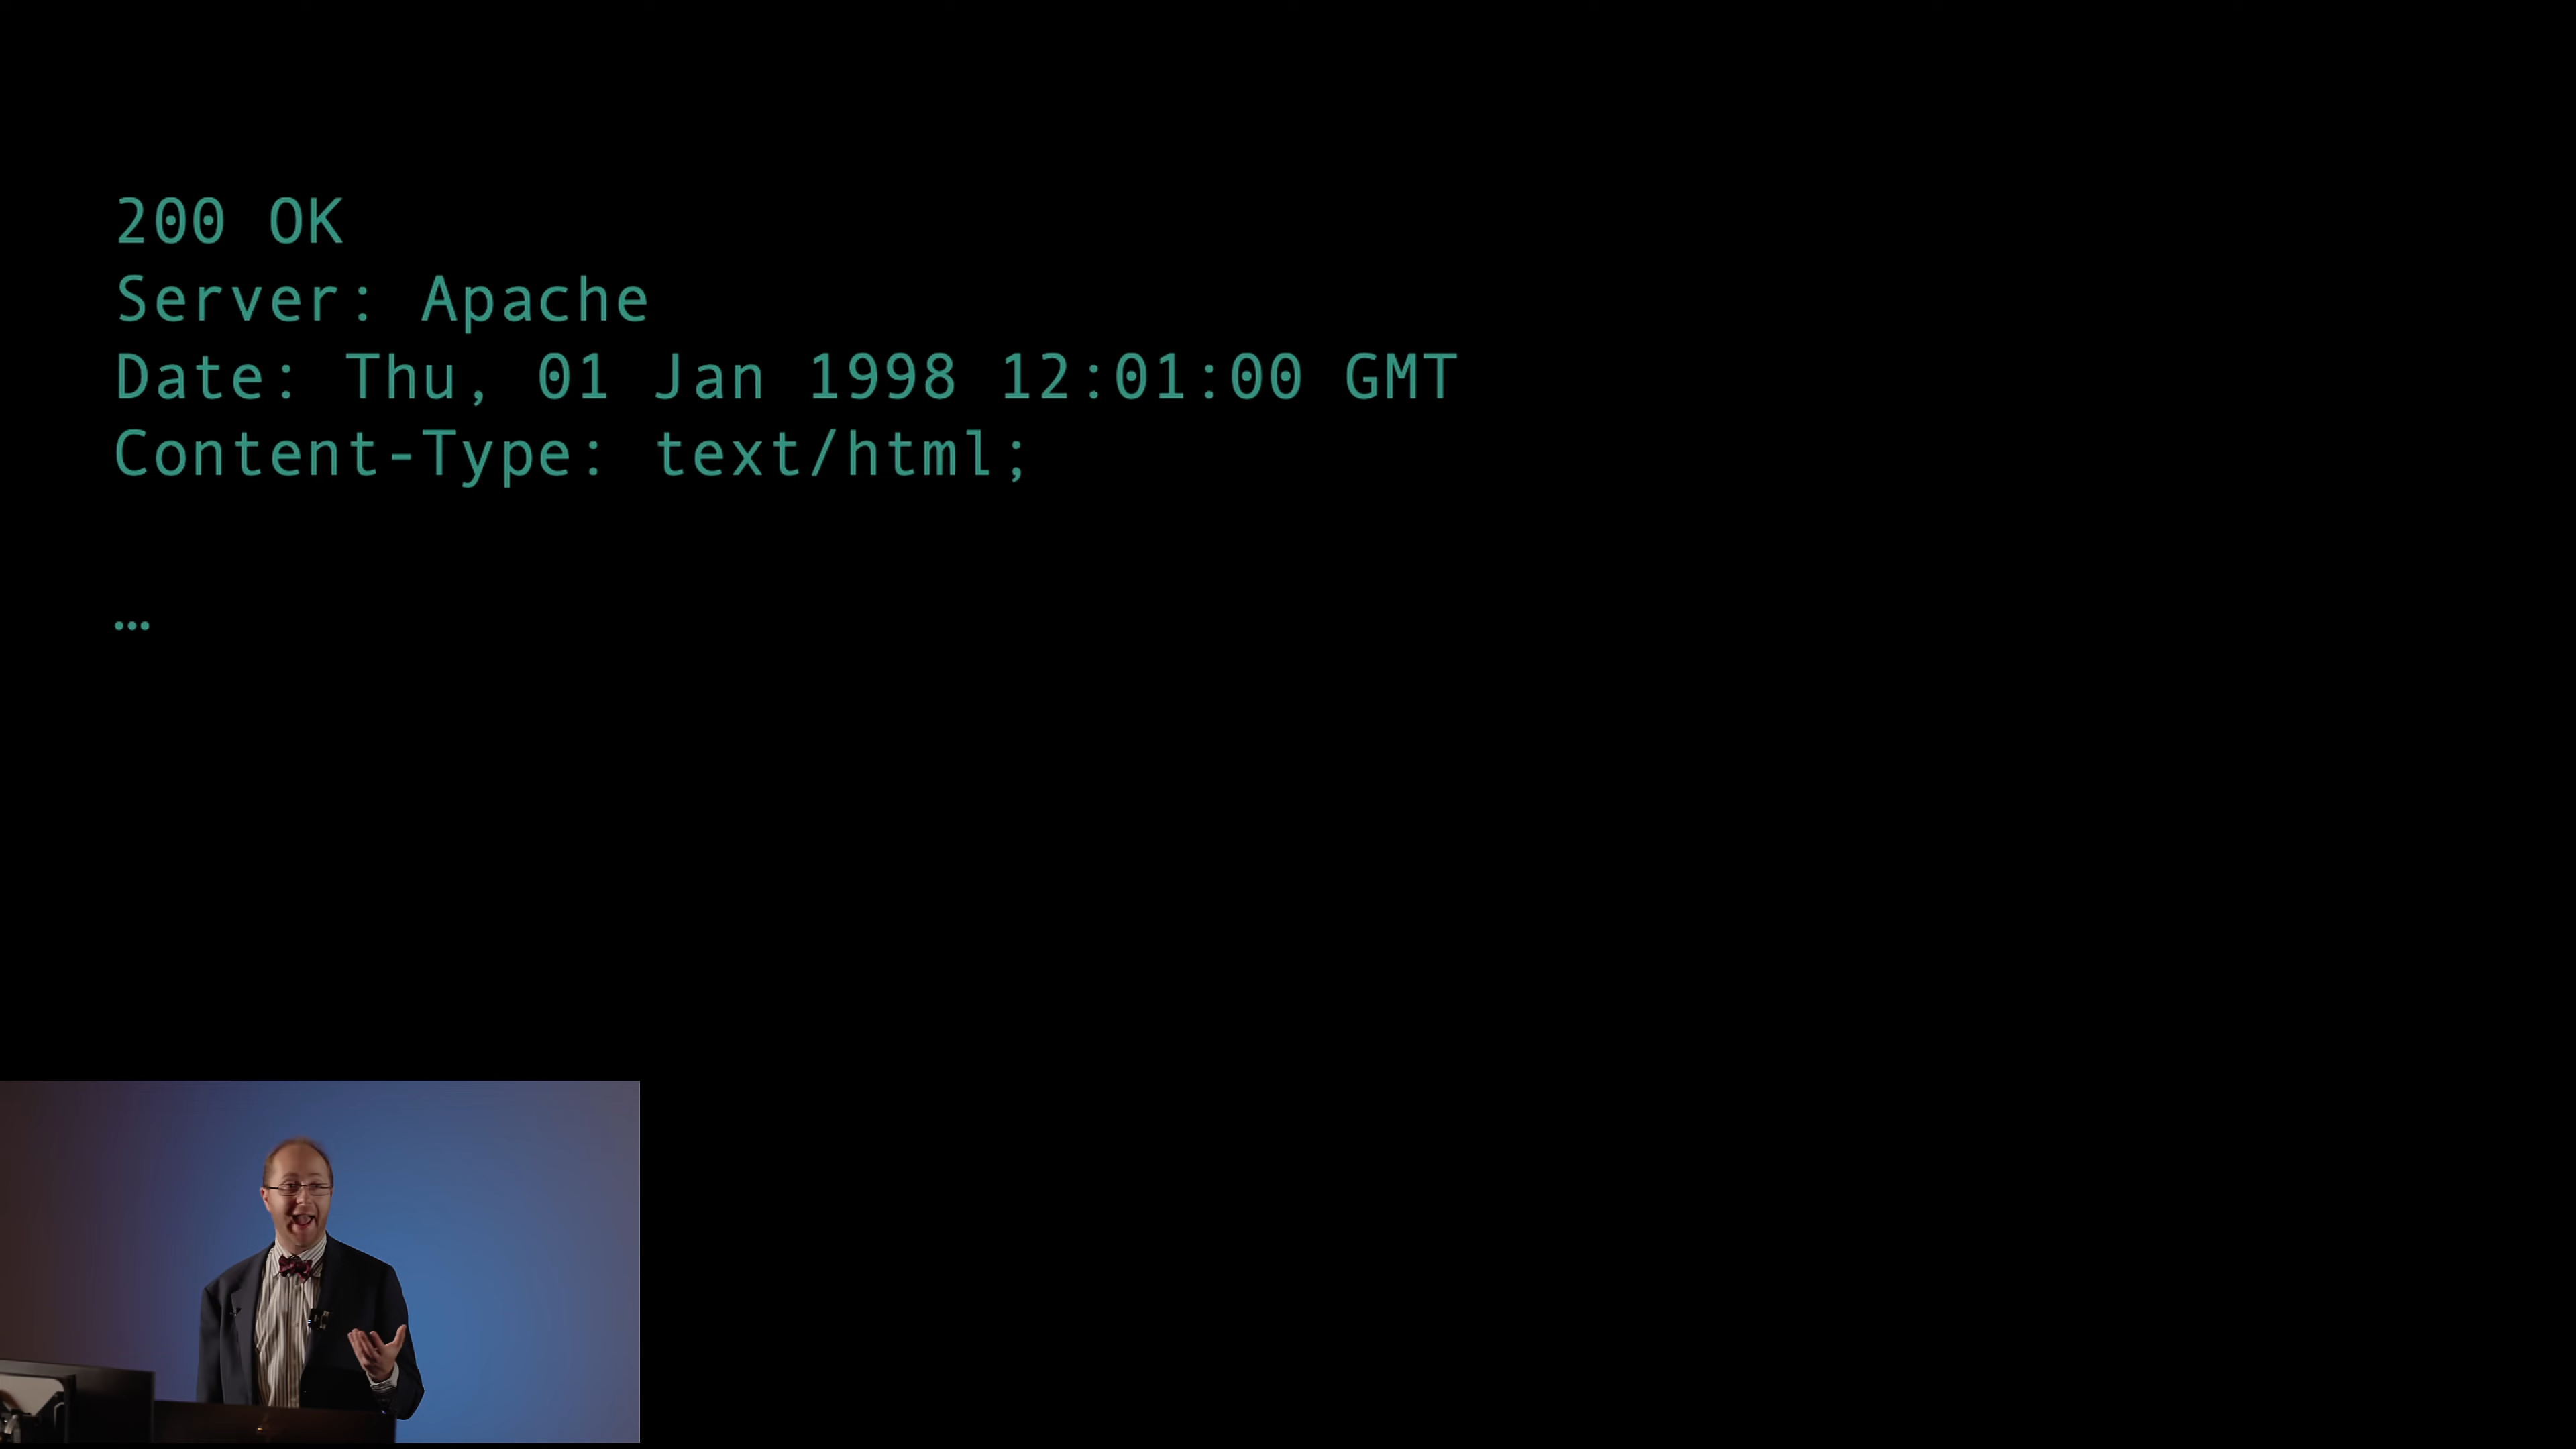 200 OK
Server: Apache
Date: Thu, 01 Jan 1998 12:01:00 GMT
Content-Type: text/html;
…